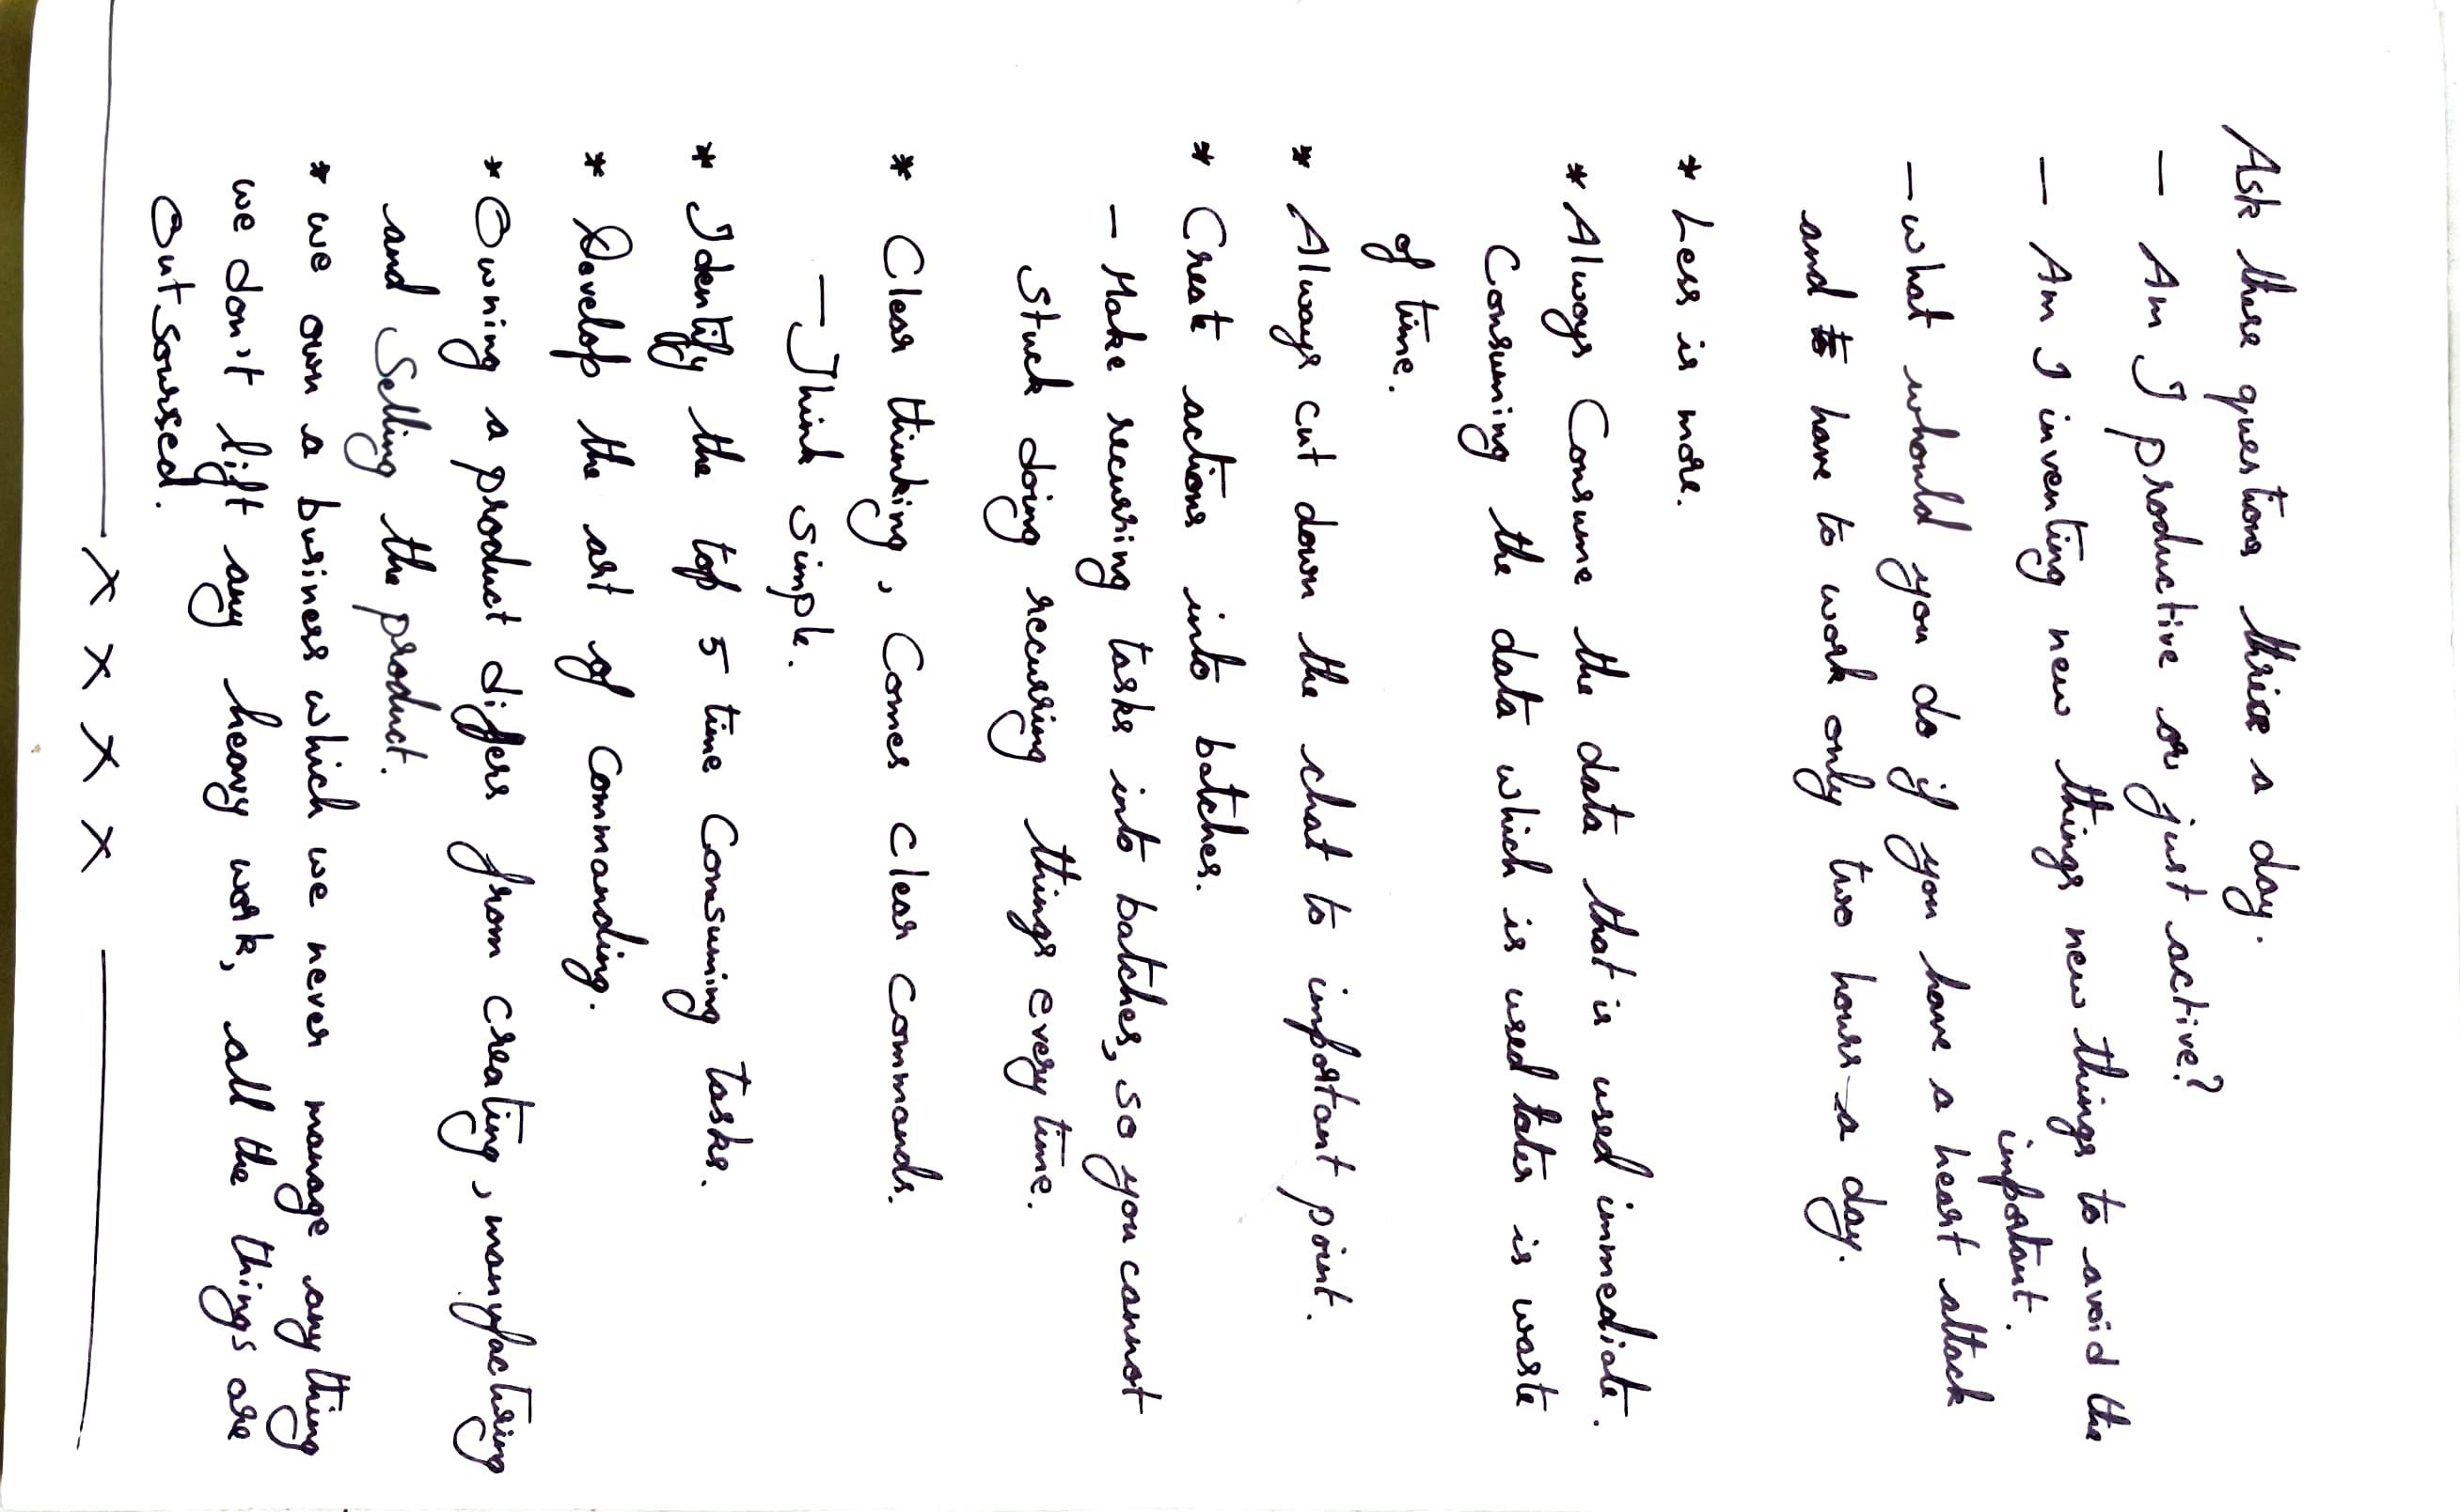 Ask these questions thrice a day.
— Am I productive or just active?
— Am I inventing new things new things to avoid the
important.
— what whould you do if you have a heart attack
and to have to work only two hours a day.
* Less is more.
* Always Consume the data that is used immediate.
Consuming the data which is used later is waste
of time.
* Always cut down the chat to important point.
* Create actions into batches.
— Make recurring tasks into batches, so you cannot
stuck doing recurring things every time.
* Clear thinking, Comes clear commands.
— Think simple.
* Identify the top 5 time Consuming tasks.
* Develop the art of commanding.
* Owning a product differs from creating, manufacturing
and Selling the product.
* we own a business which we never manage any thing
we don't lift any heavy work, all the things are
Outsoursed.
x x x x